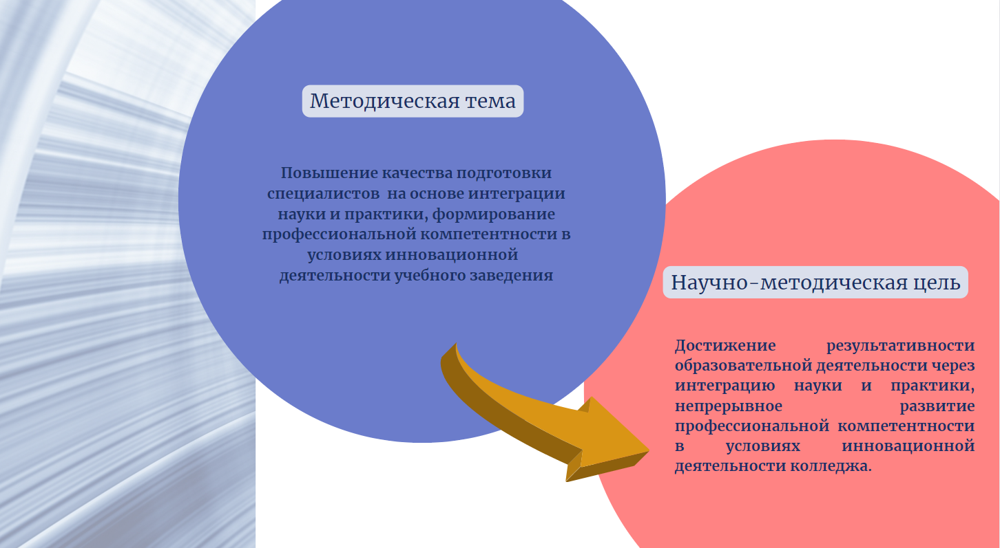 Методическая тема
Повышение качества подготовки
специалистов на основе интеграции
науки и практики, формирование
профессиональной компетентности в
условиях инновационной
деятельности учебного заведения
Научно-методическая цель
Достижение результативности
образовательной деятельности через
интеграцию науки и практики,
непрерывное развитие
профессиональной компетентности
в условиях инновационной
деятельности колледжа.